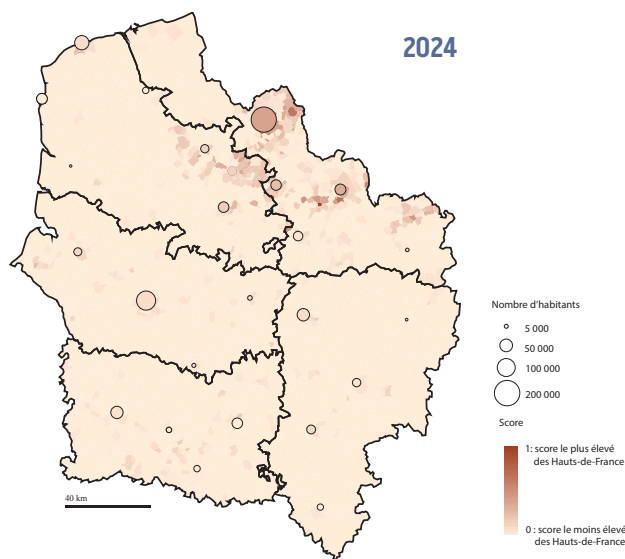 2024
Nombre d'habitants
5 000
50 000
100 000
200 000
Score
1: score le plus élevé
des Hauts-de-France
0 : score le moins élevé
des Hauts-de-France
40 km